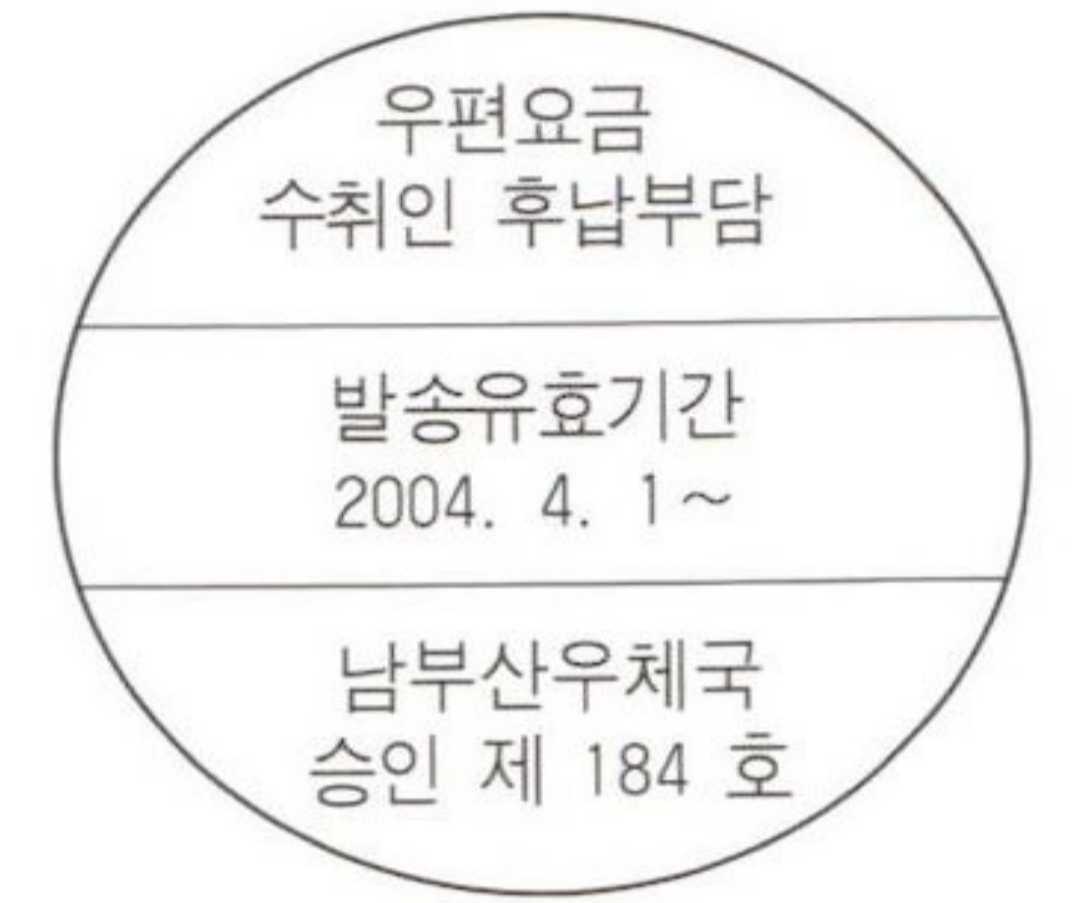 우편요금
수취인 후납부담
발송유효기간
2004. 4. 1~
남부산우체국
승인 제 184 호